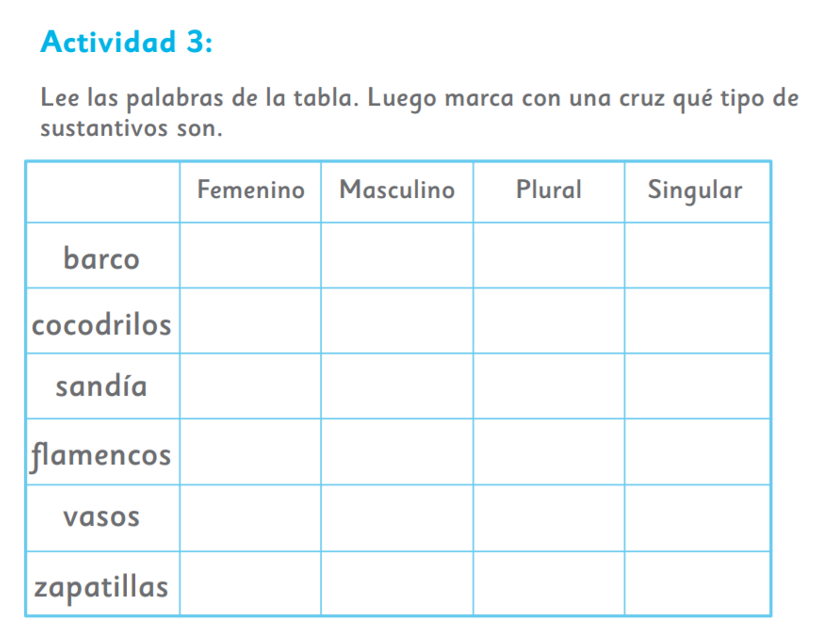 Actividad 3:
Lee las palabras de la tabla. Luego marca con una cruz qué tipo de
sustantivos son.
Femenino Masculino Plural Singular
barco
cocodrilos
sandía
flamencos
vasos
zapatillas